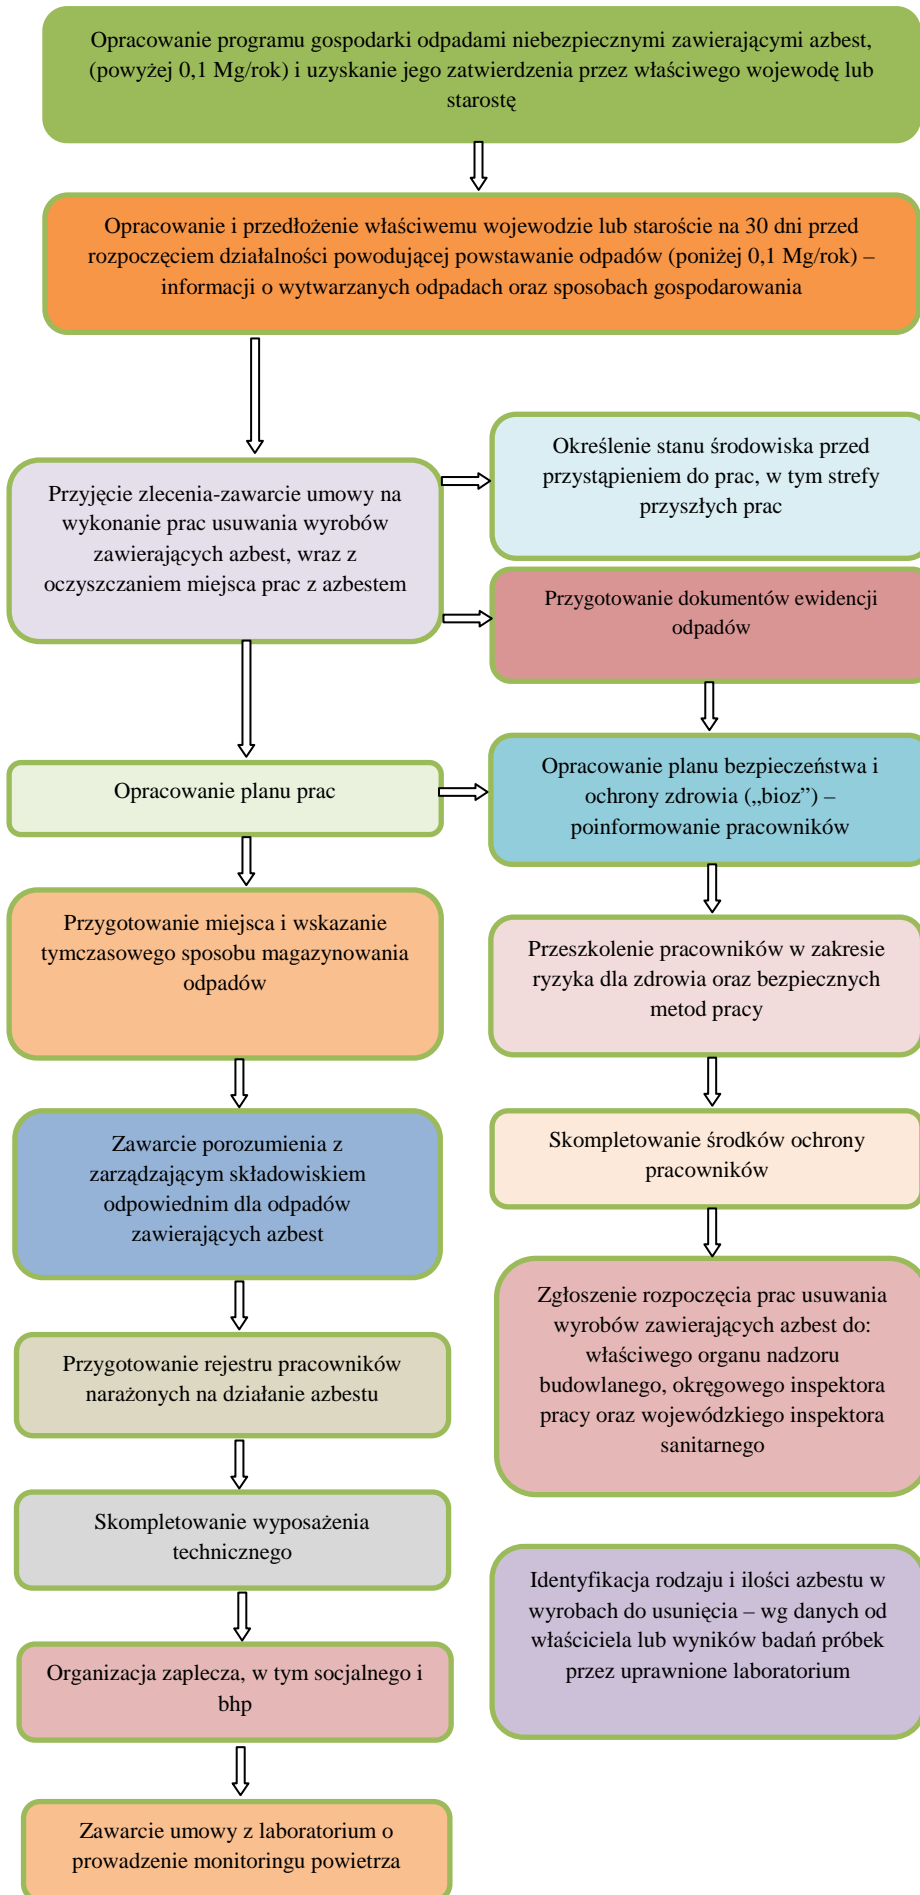 Opracowanie programu gospodarki odpadami niebezpiecznymi zawierającymi azbest,
(powyżej 0,1 Mg/rok) i uzyskanie jego zatwierdzenia przez właściwego wojewodę lub
starostę
Opracowanie i przedłożenie właściwemu wojewodzie lub staroście na 30 dni przed
rozpoczęciem działalności powodującej powstawanie odpadów (poniżej 0,1 Mg/rok) –
informacji o wytwarzanych odpadach oraz sposobach gospodarowania
Przyjęcie zlecenia-zawarcie umowy na
wykonanie prac usuwania wyrobów
zawierających azbest, wraz z
oczyszczaniem miejsca prac z azbestem
Określenie stanu środowiska przed
przystąpieniem do prac, w tym strefy
przyszłych prac
Przygotowanie dokumentów ewidencji
odpadów
Opracowanie planu prac
Opracowanie planu bezpieczeństwa i
ochrony zdrowia („bioz”) –
poinformowanie pracowników
Przygotowanie miejsca i wskazanie
tymczasowego sposobu magazynowania
odpadów
Przeszkolenie pracowników w zakresie
ryzyka dla zdrowia oraz bezpiecznych
metod pracy
Zawarcie porozumienia z
zarządzającym składowiskiem
odpowiednim dla odpadów
zawierających azbest
Skompletowanie środków ochrony
pracowników
Przygotowanie rejestru pracowników
narażonych na działanie azbestu
Zgłoszenie rozpoczęcia prac usuwania
wyrobów zawierających azbest do:
właściwego organu nadzoru
budowlanego, okręgowego inspektora
pracy oraz wojewódzkiego inspektora
sanitarnego
Skompletowanie wyposażenia
technicznego
Identyfikacja rodzaju i ilości azbestu w
wyrobach do usunięcia – wg danych od
właściciela lub wyników badań próbek
przez uprawnione laboratorium
Organizacja zaplecza, w tym socjalnego i
bhp
Zawarcie umowy z laboratorium o
prowadzenie monitoringu powietrza